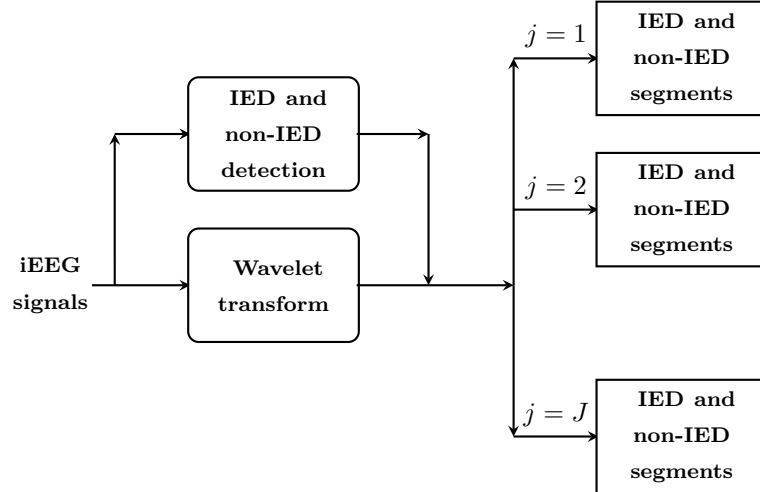 iEEG
signals
IED and
non-IED
detection
Wavelet
transform
j = 1
IED and
non-IED
segments
j = 2
IED and
non-IED
segments
j = J
IED and
non-IED
segments